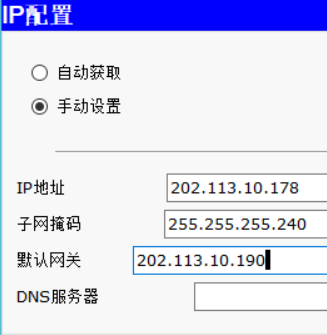 IP配置
自动获取
手动设置
IP地址 202.113.10.178
子网掩码 255.255.255.240
默认网关 202.113.10.190
DNS服务器